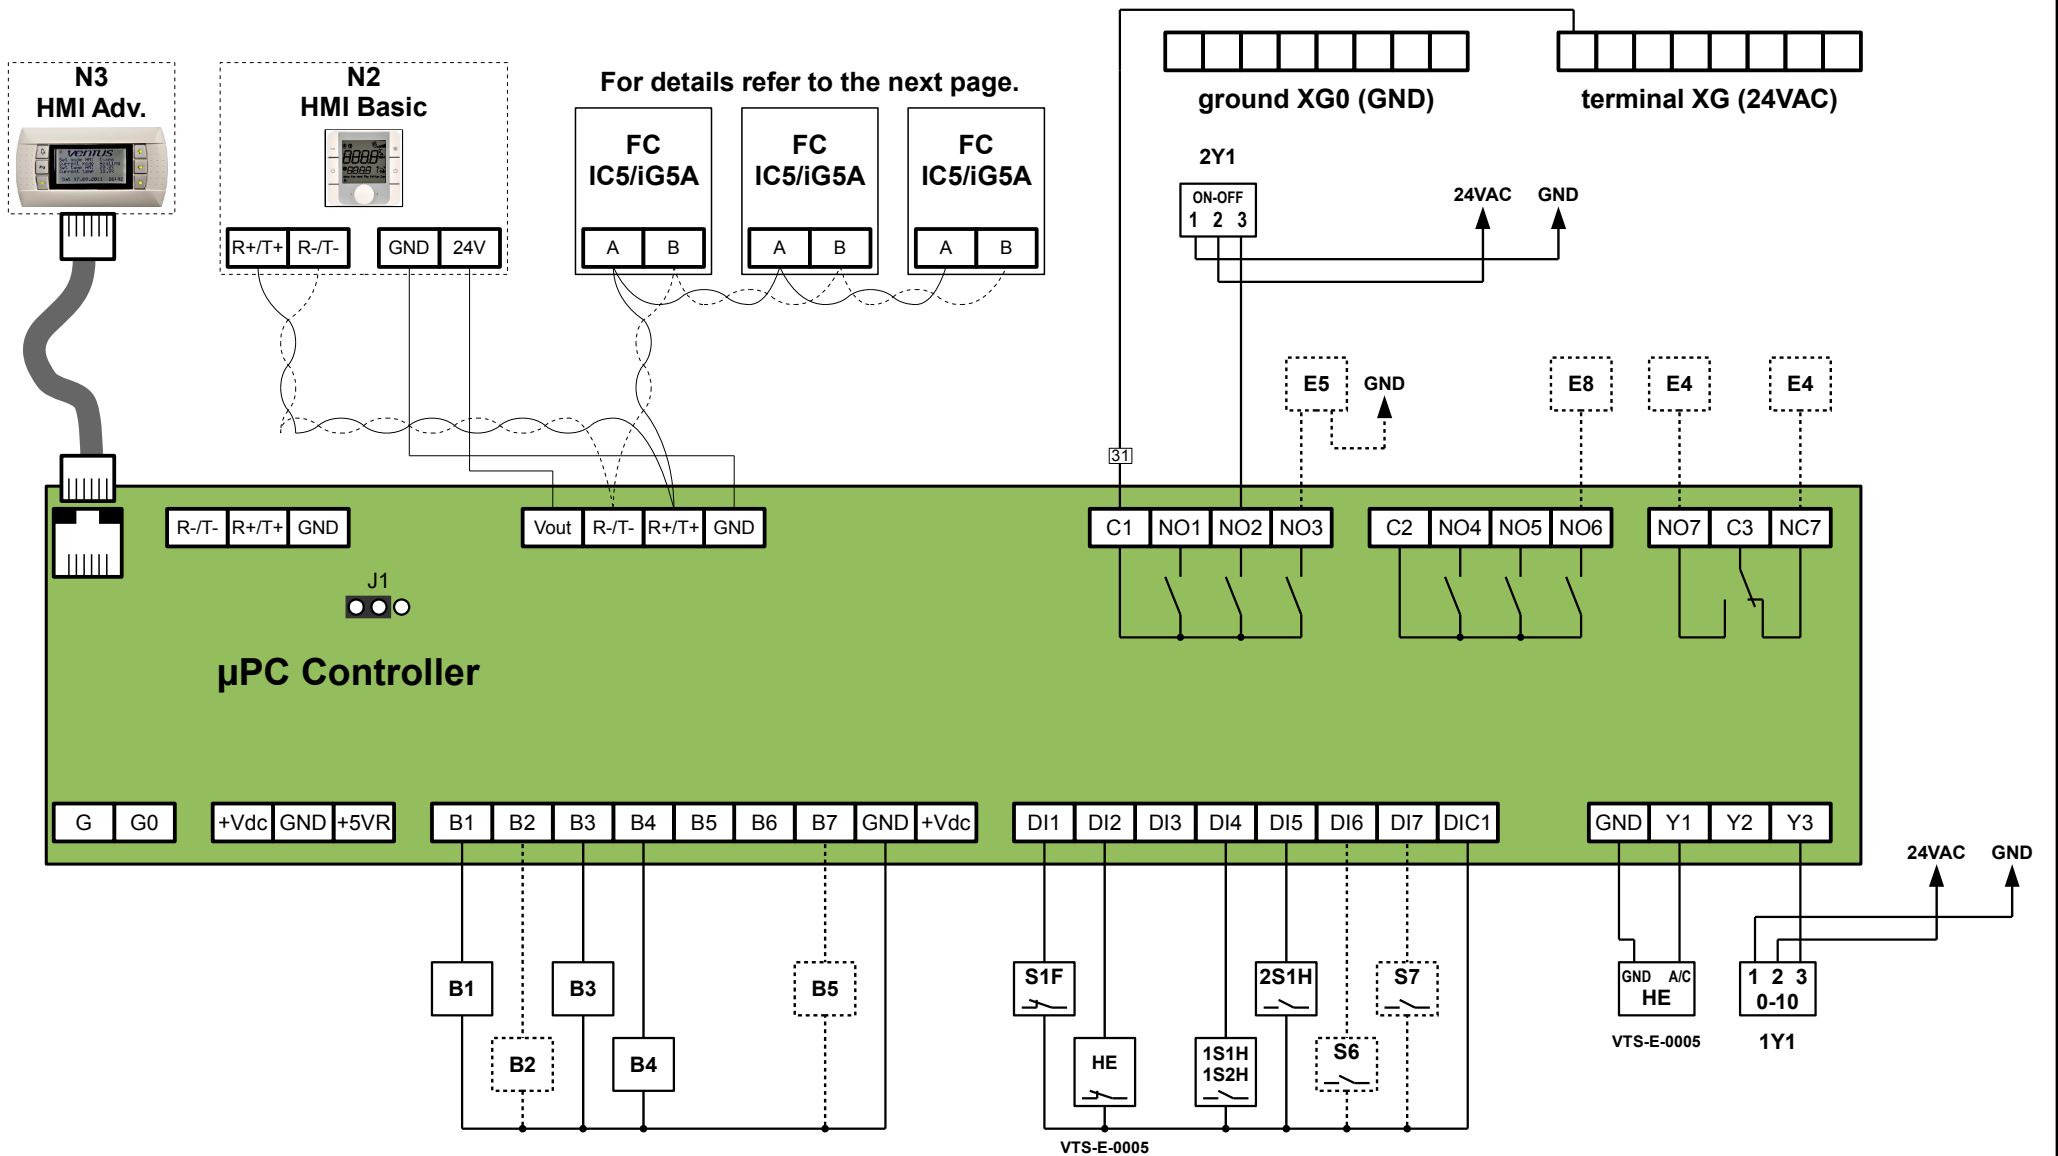 N3
HMI Adv.
N2
HMI Basic
For details refer to the next page.
ground XG0 (GND)
terminal XG (24VAC)
VENTUS
FC
IC5/iG5A
FC
IC5/iG5A
FC
IC5/iG5A
R+/T+ R-/T- GND 24V
A B
A B
A B
2Y1
ON-OFF
1 2 3
24VAC GND
E5 GND
E8
E4
E4
31
R-/T- R+/T+ GND
Vout R-/T- R+/T+ GND
C1 NO1 NO2 NO3
C2 NO4 NO5 NO6
NO7 C3 NC7
J1
µPC Controller
G G0
+Vdc GND +5VR
B1 B2 B3 B4 B5 B6 B7 GND +Vdc
DI1 DI2 DI3 DI4 DI5 DI6 DI7 DIC1
GND Y1 Y2 Y3
24VAC GND
B1
B3
B5
B2
B4
S1F
2S1H
S7
HE
1S1H
1S2H
S6
VTS-E-0005
GND A/C
HE
VTS-E-0005
1 2 3
0-10
1Y1